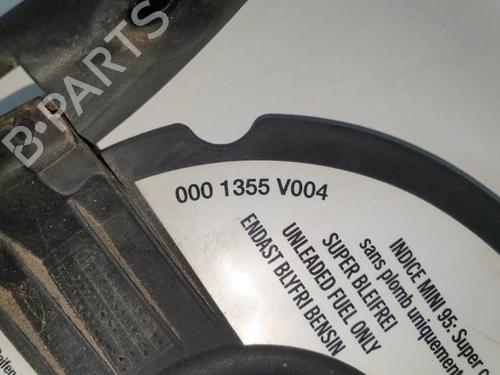 B-PARTS
000 1355 V004
INDICE MINI 95: Super
sans plomb uniquement
SUPER BLEIFREI
UNLEADED FUEL ONLY
ENDAST BLYFRI BENSIN